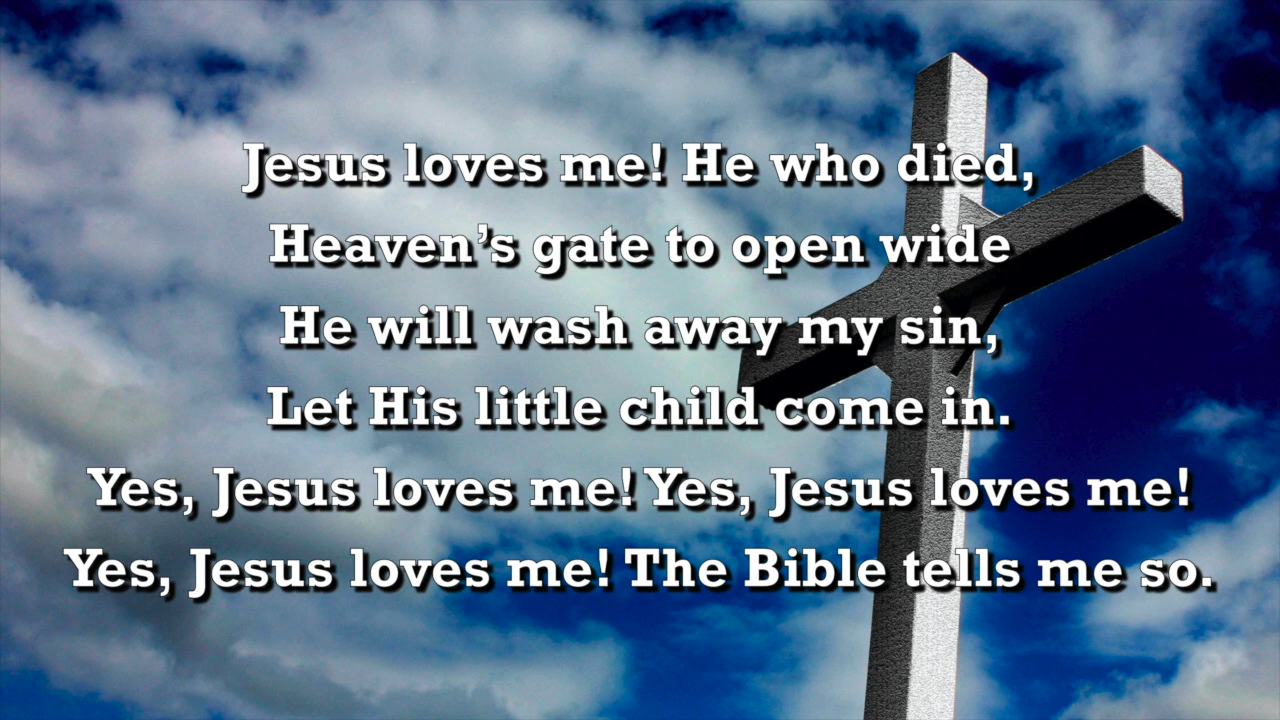 Jesus loves me! He who died,
Heaven’s gate to open wide
He will wash away my sin,
Let His little child come in.
Yes, Jesus loves me! Yes, Jesus loves me!
Yes, Jesus loves me! The Bible tells me so.